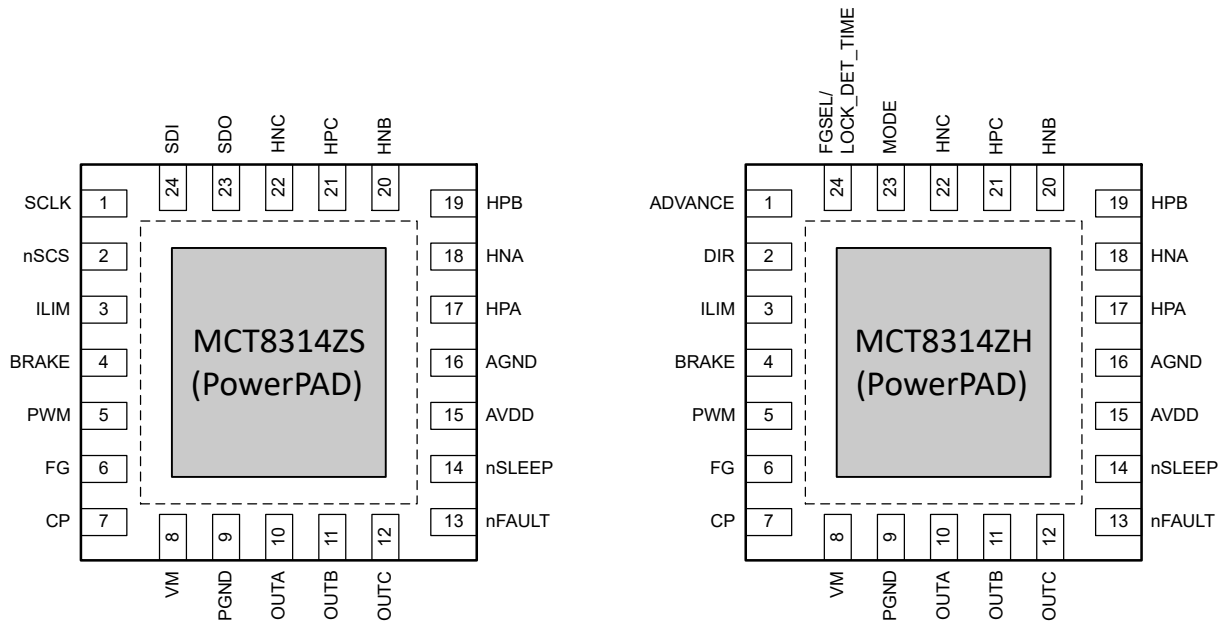 SDI
SDO
HNC
HPC
HNB
24
23
22
21
20
SCLK 1
nSCS 2
ILIM 3
BRAKE 4
PWM 5
FG 6
CP 7
MCT8314ZS
(PowerPAD)
19 HPB
18 HNA
17 HPA
16 AGND
15 AVDD
14 nSLEEP
13 nFAULT
8
9
10
11
12
VM
PGND
OUTA
OUTB
OUTC
FGSEL/
LOCK_DET_TIME
MODE
HNC
HPC
HNB
24
23
22
21
20
ADVANCE 1
DIR 2
ILIM 3
BRAKE 4
PWM 5
FG 6
CP 7
MCT8314ZH
(PowerPAD)
19 HPB
18 HNA
17 HPA
16 AGND
15 AVDD
14 nSLEEP
13 nFAULT
8
9
10
11
12
VM
PGND
OUTA
OUTB
OUTC